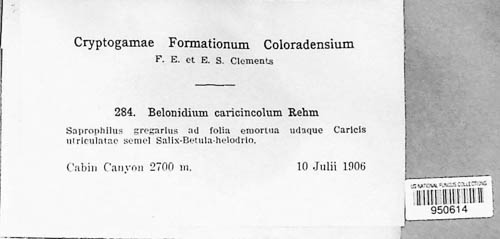 Cryptogamae Formationum Coloradensium
F. E. et E. S. Clements
284. Belonidium caricincolum Rehm
Saprophilus gregarius ad folia emortua udaque Caricis
utriculatae semel Salix-Betula-helodrio.
Cabin Canyon 2700 m. 10 Julii 1906
US NATIONAL FUNGUS COLLECTIONS
950614